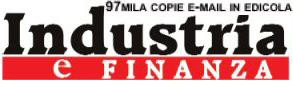 97MILA COPIE E-MAIL IN EDICOLA
Industria
e FINANZA